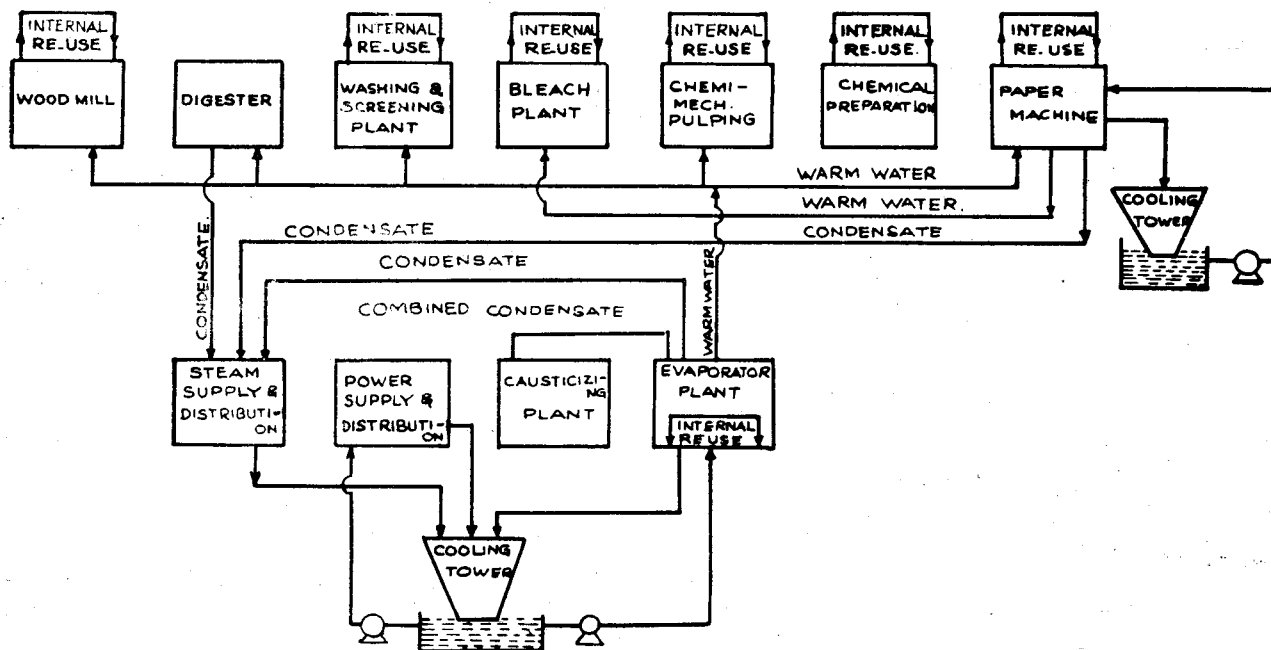 INTERNAL
RE-USE
WOOD MILL
DIGESTER
INTERNAL
RE-USE
WASHING &
SCREENING
PLANT
INTERNAL
RE-USE
BLEACH
PLANT
INTERNAL
RE-USE
CHEMI-
MECH.
PULPING
INTERNAL
RE-USE.
CHEMICAL
PREPARATION
INTERNAL
RE-USE
PAPER
MACHINE
WARM WATER
WARM WATER.
COOLING
TOWER
CONDENSATE.
CONDENSATE
CONDENSATE
CONDENSATE
WARM WATER
COMBINED CONDENSATE
STEAM
SUPPLY &
DISTRIBUTI-
ON
POWER
SUPPLY &
DISTRIBUTI-
ON
CAUSTICIZI-
NG
PLANT
EVAPORATOR
PLANT
INTERNAL
REUSE
COOLING
TOWER